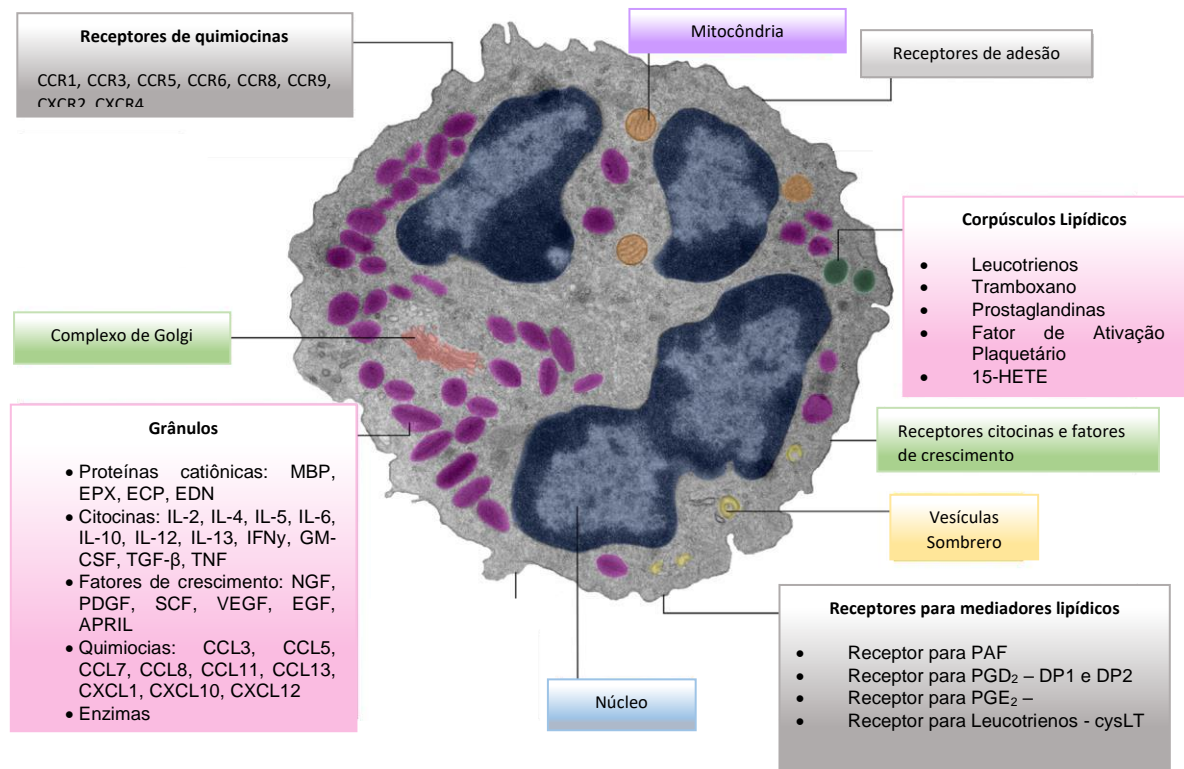 Receptores de quimiocinas
CCR1, CCR3, CCR5, CCR6, CCR8, CCR9,
CXCR2, CXCR4
Mitocôndria
Receptores de adesão
Corpúsculos Lipídicos
• Leucotrienos
• Tramboxano
• Prostaglandinas
• Fator de Ativação
Plaquetário
• 15-HETE
Complexo de Golgi
Grânulos
• Proteínas catiônicas: MBP,
EPX, ECP, EDN
• Citocinas: IL-2, IL-4, IL-5, IL-6,
IL-10, IL-12, IL-13, IFNy, GM-
CSF, TGF-β, TNF
• Fatores de crescimento: NGF,
PDGF, SCF, VEGF, EGF,
APRIL
• Quimiocias: CCL3, CCL5,
CCL7, CCL8, CCL11, CCL13,
CXCL1, CXCL10, CXCL12
• Enzimas
Receptores citocinas e fatores
de crescimento
Vesículas
Sombrero
Receptores para mediadores lipídicos
• Receptor para PAF
• Receptor para PGD₂ – DP1 e DP2
• Receptor para PGE₂ –
• Receptor para Leucotrienos - cysLT
Núcleo